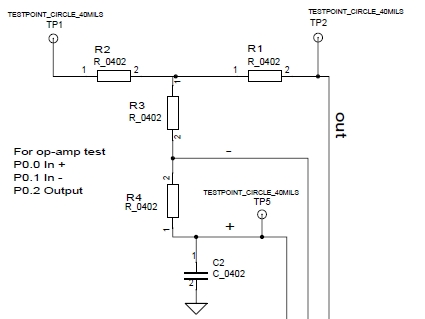 TESTPOINT_CIRCLE_40MILS
TP1
TESTPOINT_CIRCLE_40MILS
TP2
R2
R_0402
1 2
R1
R_0402
1 2
1
R3
R_0402
2
out
-
For op-amp test
P0.0 In +
P0.1 In -
P0.2 Output
2
R4
R_0402
1
TESTPOINT_CIRCLE_40MILS
TP5
+
1
C2
C_0402
2